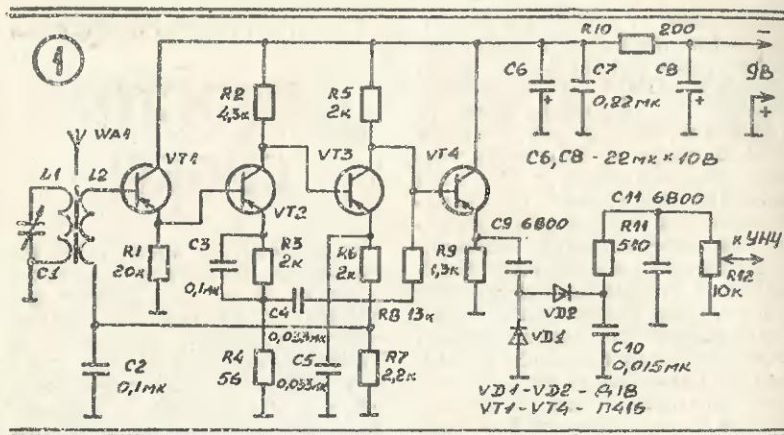 1
R10 200
C6
C7
0,22мк
C8
9В
C6, C8 - 22мк × 10В
R2
4,3к
R5
2к
WA1
VT1
VT3
VT4
L1
L2
VT2
C1
R1
20к
C3
0,1мк
R3
2к
R6
2к
R9
1,3к
C9 6800
C11 6800
R11
510
к УНЧ
R12
10к
C4
0,033мк
R8 13к
VD2
VD1
C2
0,1мк
R4
56
C5
0,033мк
R7
2,2к
C10
0,015мк
VD1-VD2 - Д1В
VT1-VT4 - П416